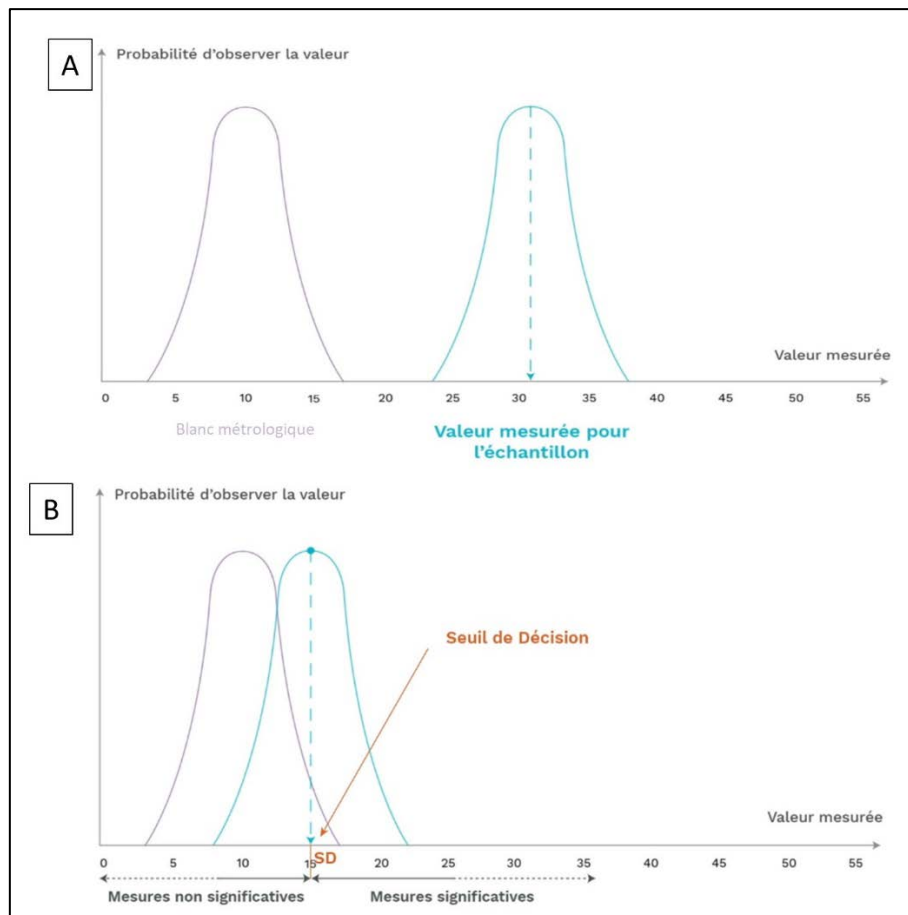 A
Probabilité d’observer la valeur
Valeur mesurée
0 5 10 15 20 25 30 35 40 45 50 55
Blanc métrologique
Valeur mesurée pour
l’échantillon
B
Probabilité d’observer la valeur
Seuil de Décision
Valeur mesurée
0 5 10 15 SD 20 25 30 35 40 45 50 55
Mesures non significatives Mesures significatives